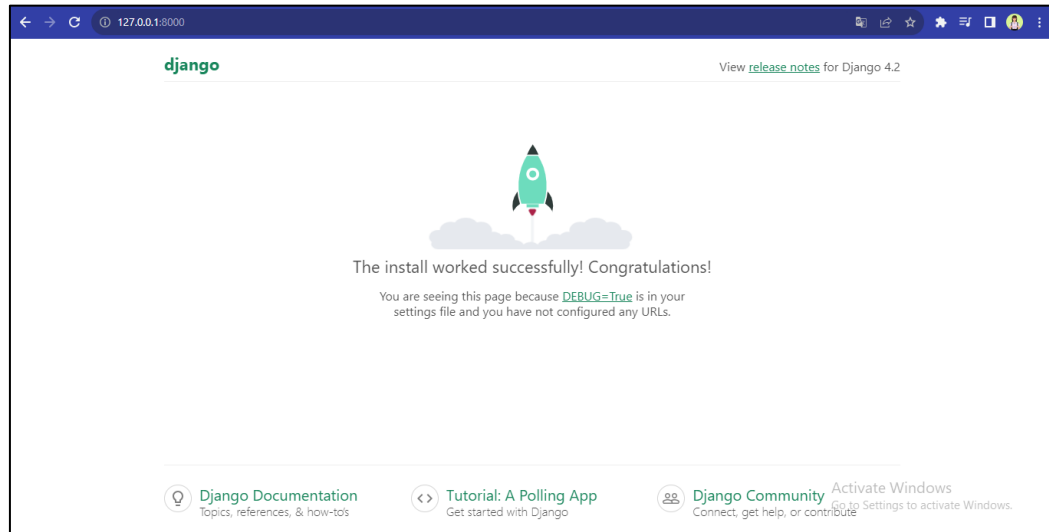 127.0.0.1:8000
django
View release notes for Django 4.2
The install worked successfully! Congratulations!
You are seeing this page because DEBUG=True is in your
settings file and you have not configured any URLs.
Django Documentation
Topics, references, & how-to's
Tutorial: A Polling App
Get started with Django
Django Community
Connect, get help, or contribute
Activate Windows
Go to Settings to activate Windows.